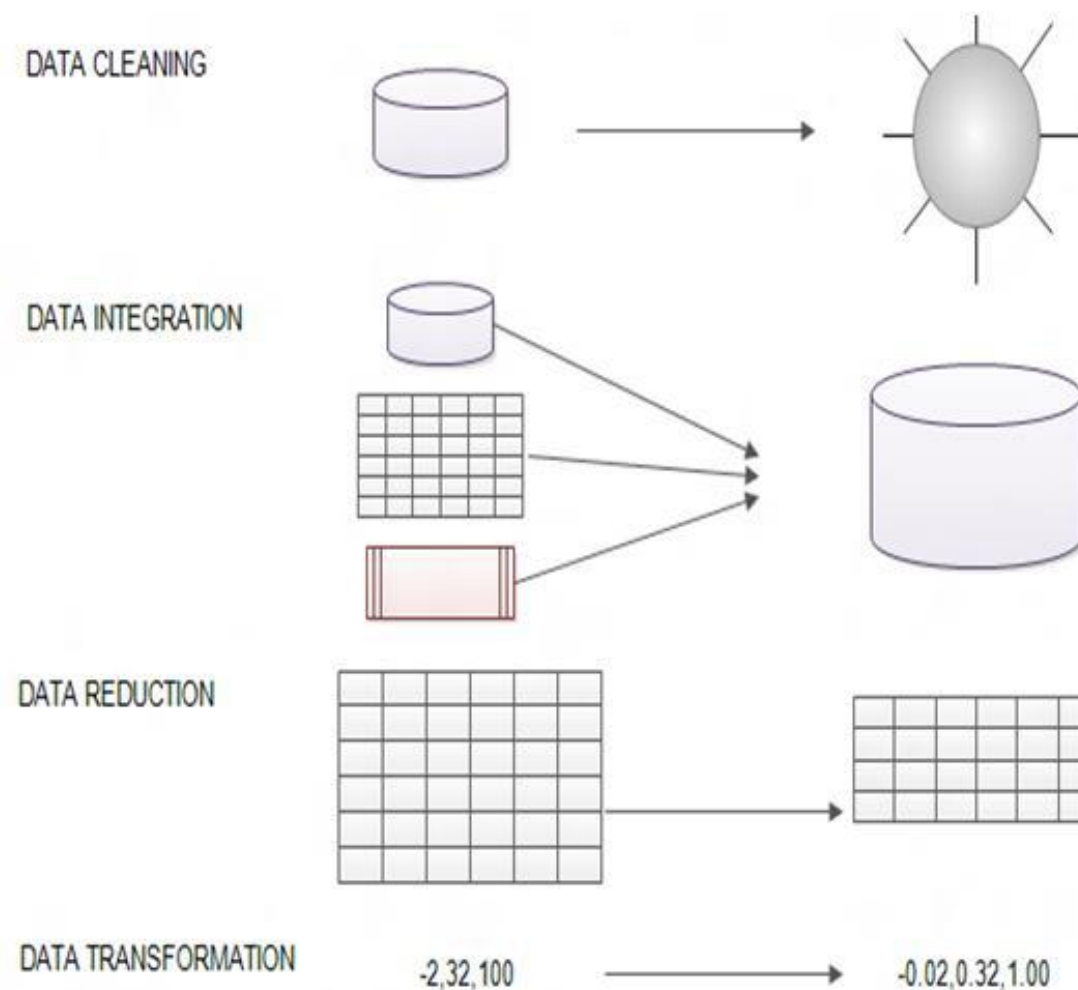 DATA CLEANING
DATA INTEGRATION
DATA REDUCTION
DATA TRANSFORMATION -2,32,100 -0.02,0.32,1.00